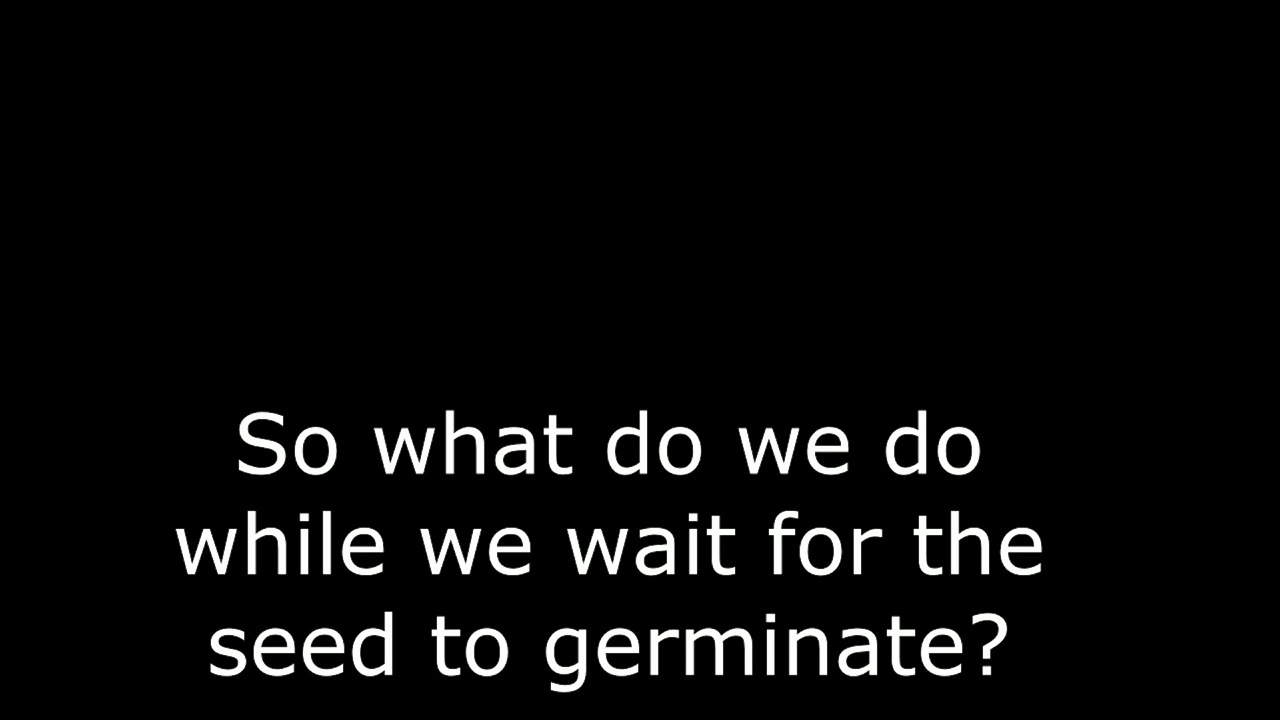 So what do we do
while we wait for the
seed to germinate?